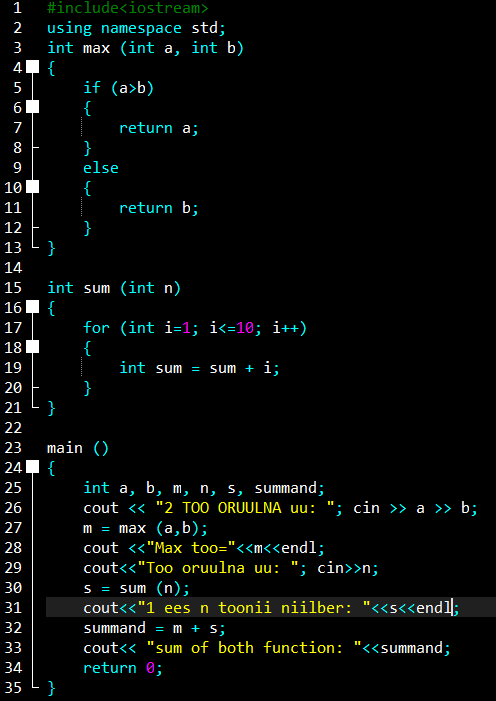 1 #include<iostream>
2 using namespace std;
3 int max (int a, int b)
4 {
5 if (a>b)
6 {
7 return a;
8 }
9 else
10 {
11 return b;
12 }
13 }
14
15 int sum (int n)
16 {
17 for (int i=1; i<=10; i++)
18 {
19 int sum = sum + i;
20 }
21 }
22
23 main ()
24 {
25 int a, b, m, n, s, summand;
26 cout << "2 TOO ORUULNA uu: "; cin >> a >> b;
27 m = max (a,b);
28 cout <<"Max too="<<m<<endl;
29 cout<<"Too oruulna uu: "; cin>>n;
30 s = sum (n);
31 cout<<"1 ees n toonii niilber: "<<s<<endl;
32 summand = m + s;
33 cout<< "sum of both function: "<<summand;
34 return 0;
35 }